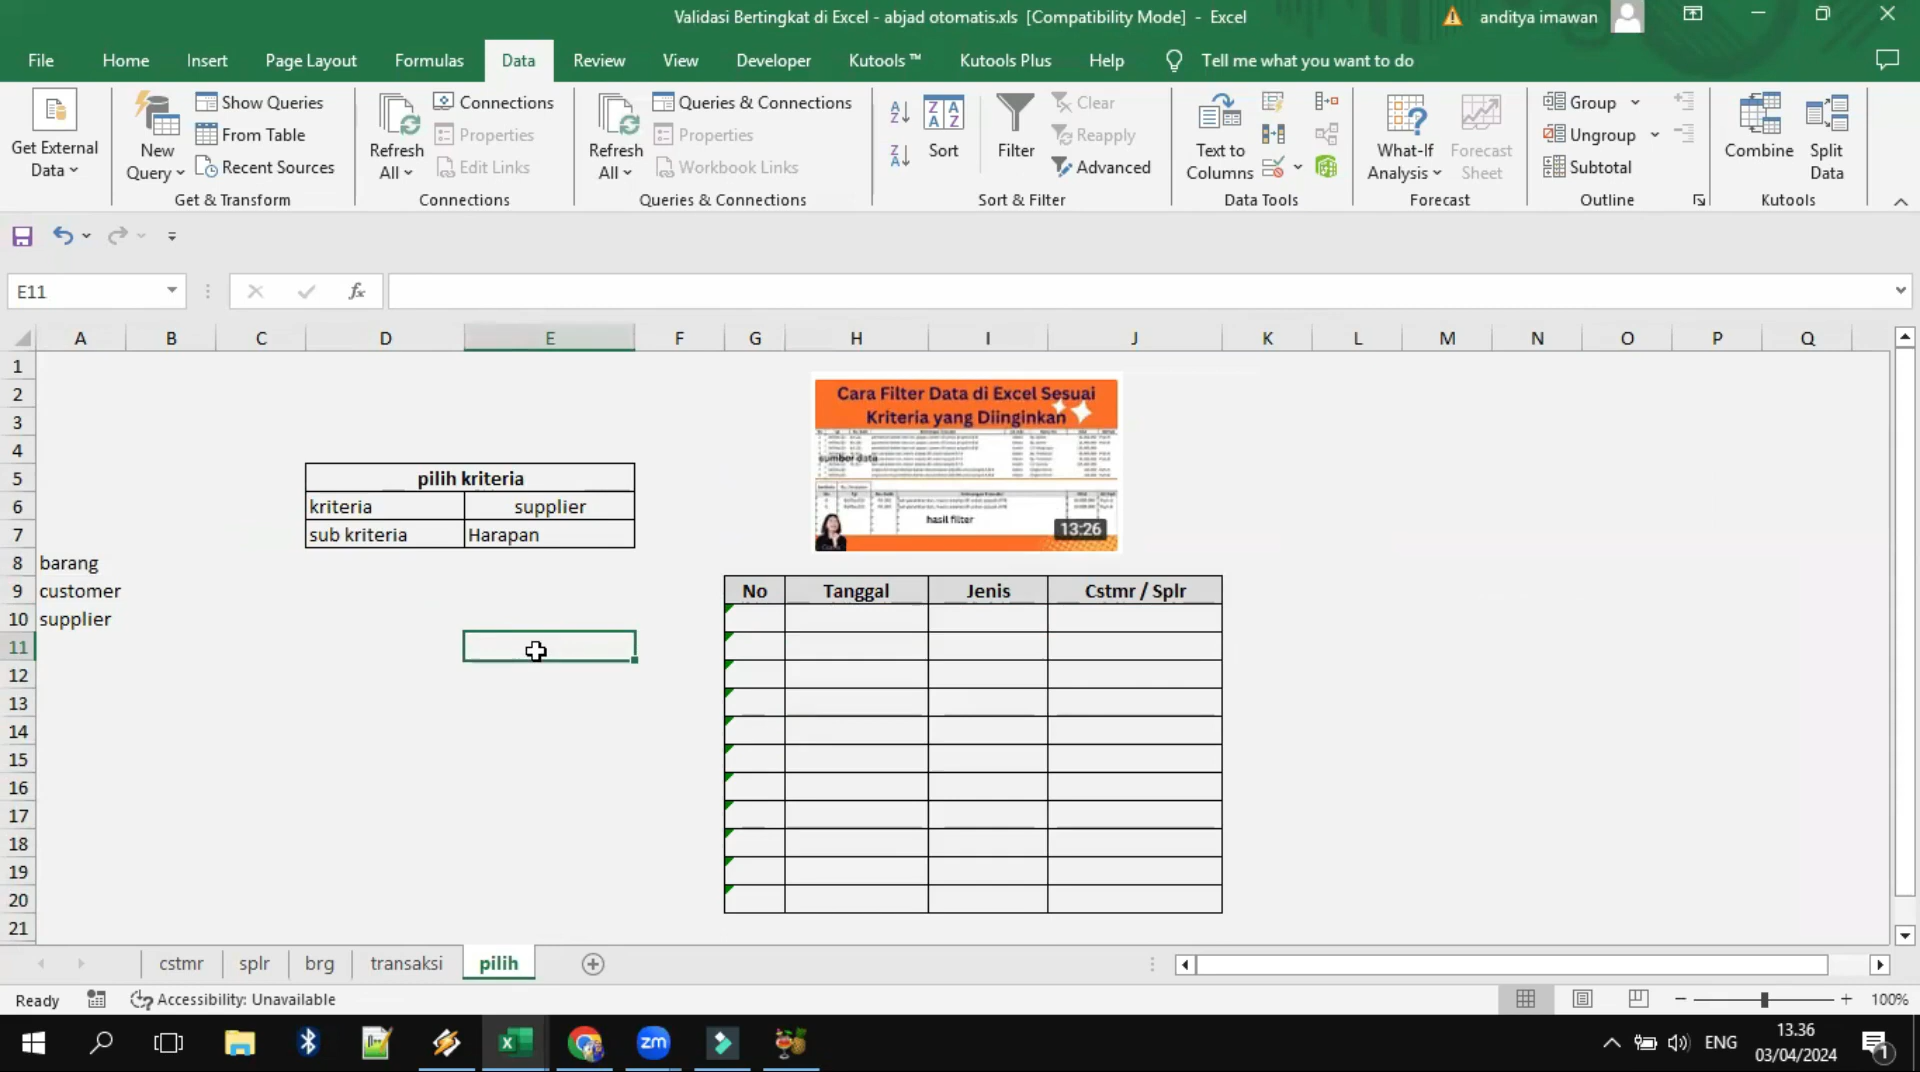 Validasi Bertingkat di Excel - abjad otomatis.xls [Compatibility Mode] - Excel
anditya imawan
File Home Insert Page Layout Formulas Data Review View Developer Kutools ™ Kutools Plus Help Tell me what you want to do
Get External Data
New Query
Show Queries
From Table
Recent Sources
Get & Transform
Refresh All
Connections
Properties
Edit Links
Connections
Refresh All
Queries & Connections
Properties
Workbook Links
Queries & Connections
Sort
Filter
Clear
Reapply
Advanced
Sort & Filter
Text to Columns
Data Tools
What-If Analysis
Forecast Sheet
Forecast
Group
Ungroup
Subtotal
Outline
Combine
Split Data
Kutools
E11
fx
A B C D E F G H I J K L M N O P Q
1
2
3
4
5
6
7
8
9
10
11
12
13
14
15
16
17
18
19
20
21
pilih kriteria
kriteria supplier
sub kriteria Harapan
barang
customer
supplier
Cara Filter Data di Excel Sesuai
Kriteria yang Diinginkan
sumber data
hasil filter
13:26
No Tanggal Jenis Cstmr / Splr
cstmr splr brg transaksi pilih
Ready
Accessibility: Unavailable
100%
zm
ENG
13.36
03/04/2024
1